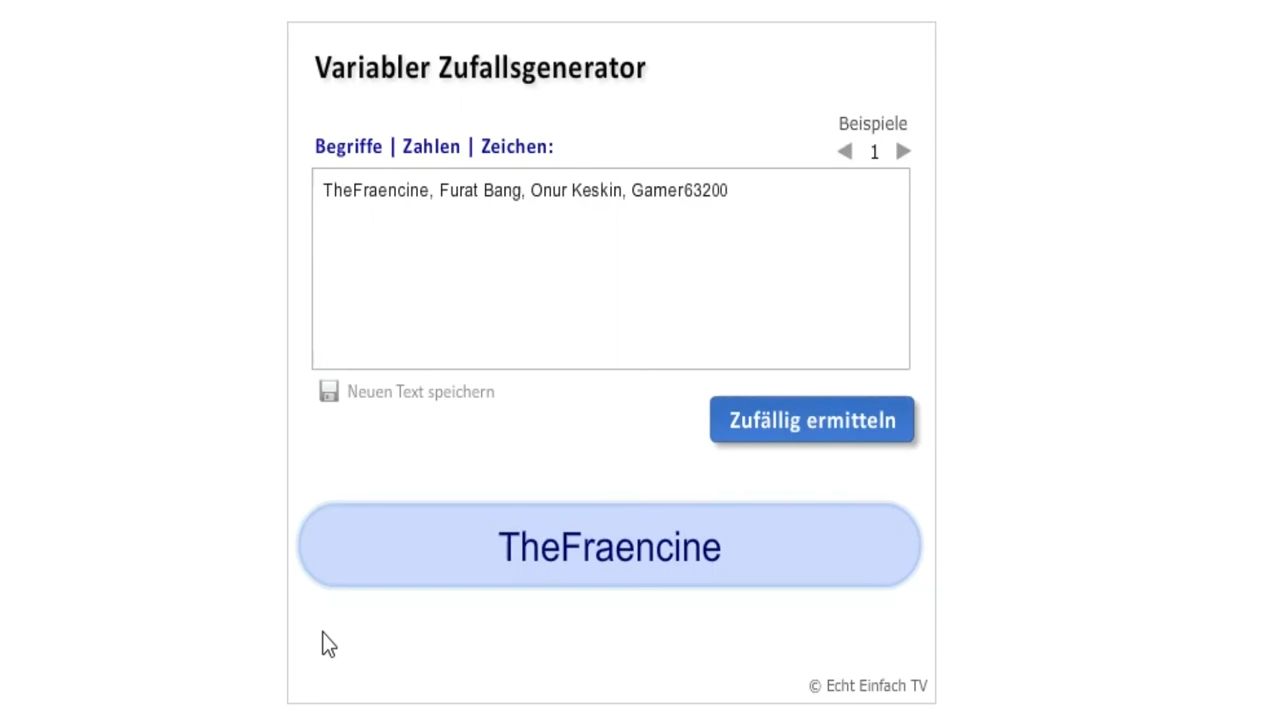 Variabler Zufallsgenerator
Beispiele
Begriffe | Zahlen | Zeichen:
1
TheFraencine, Furat Bang, Onur Keskin, Gamer63200
Neuen Text speichern
Zufällig ermitteln
TheFraencine
© Echt Einfach TV